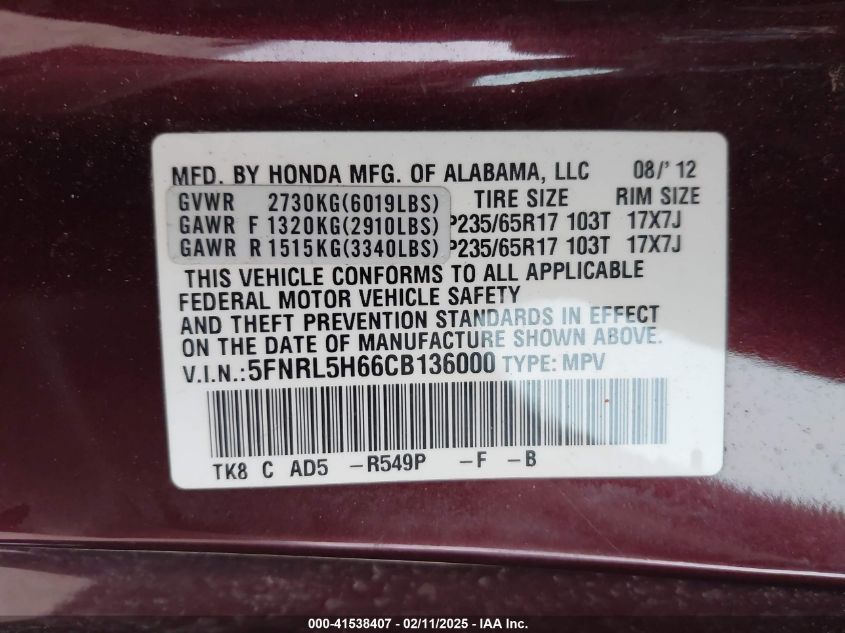 MFD. BY HONDA MFG. OF ALABAMA, LLC 08/' 12
GVWR 2730KG(6019LBS) TIRE SIZE RIM SIZE
GAWR F 1320KG(2910LBS) P235/65R17 103T 17X7J
GAWR R 1515KG(3340LBS) P235/65R17 103T 17X7J
THIS VEHICLE CONFORMS TO ALL APPLICABLE
FEDERAL MOTOR VEHICLE SAFETY
AND THEFT PREVENTION STANDARDS IN EFFECT
ON THE DATE OF MANUFACTURE SHOWN ABOVE.
V.I.N.:5FNRL5H66CB136000 TYPE: MPV
TK8 C AD5 -R549P -F -B
000-41538407 - 02/11/2025 - IAA Inc.